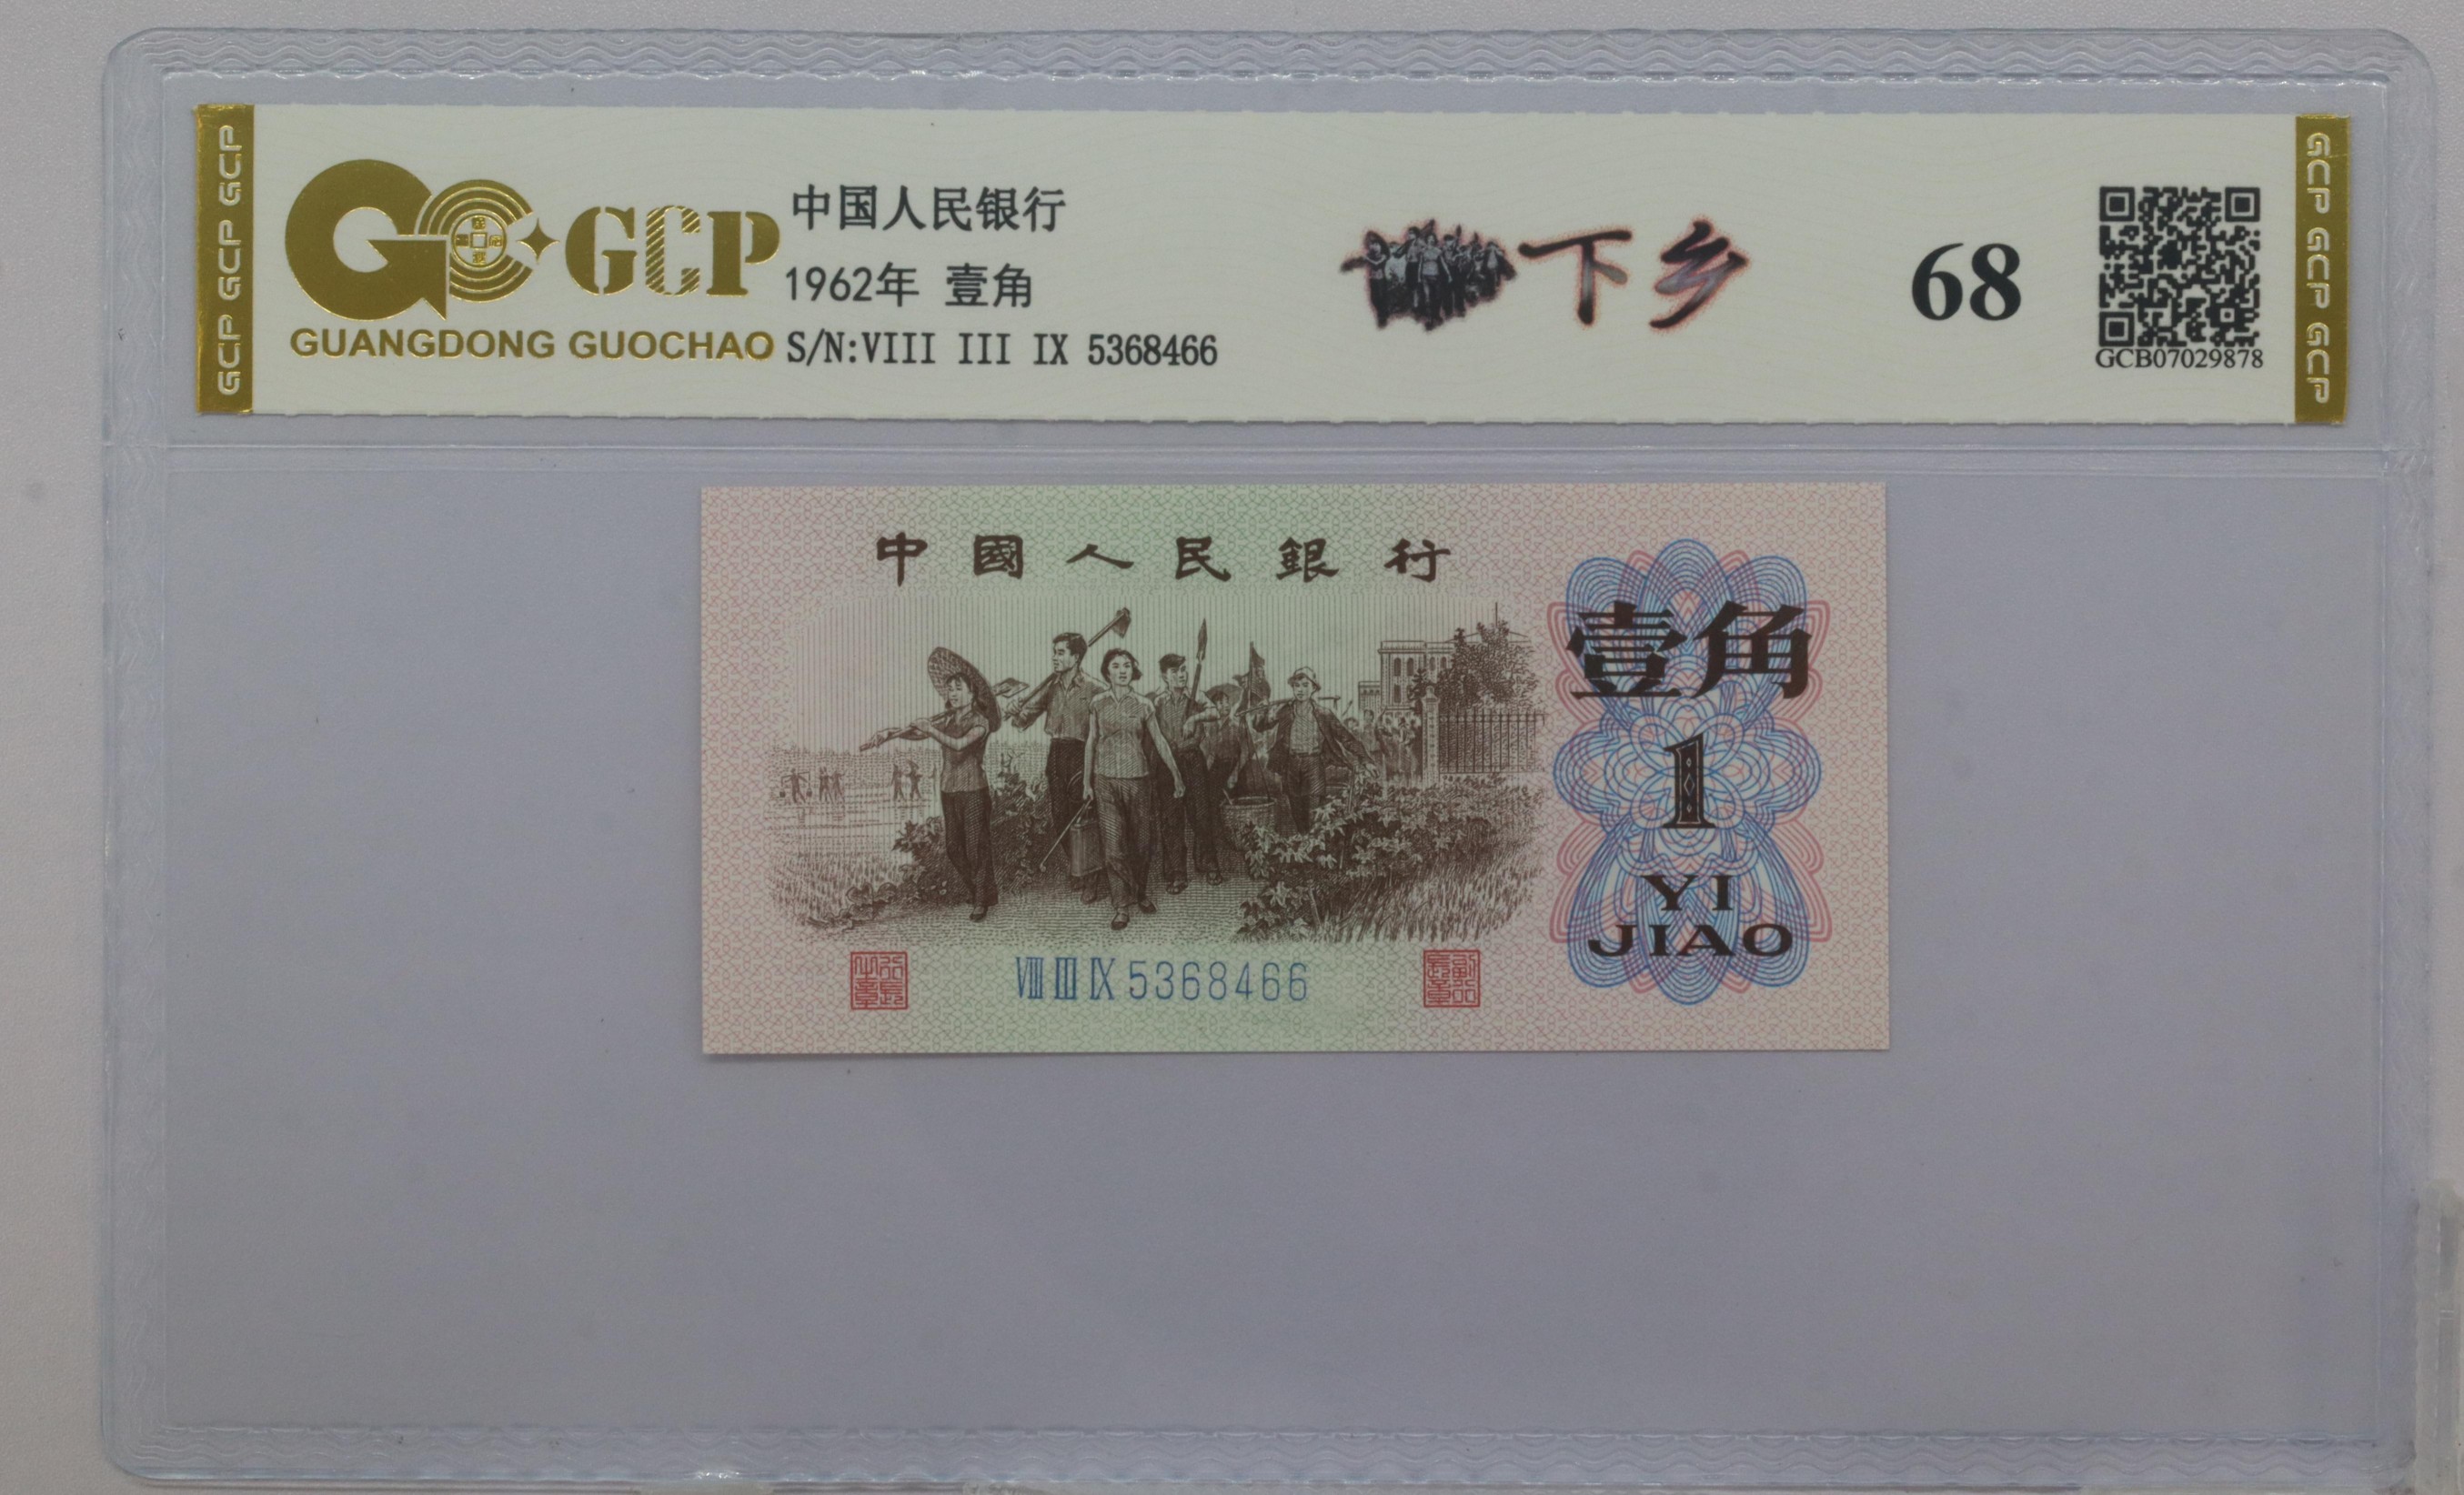 GCP GCP GCP
GCP
GUANGDONG GUOCHAO
中国人民银行
1962年 壹角
S/N:VIII III IX 5368466
下乡
68
GCB07029878
GCP GCP GCP
中國人民銀行
壹角
1
YI
JIAO
VIII III IX 5368466